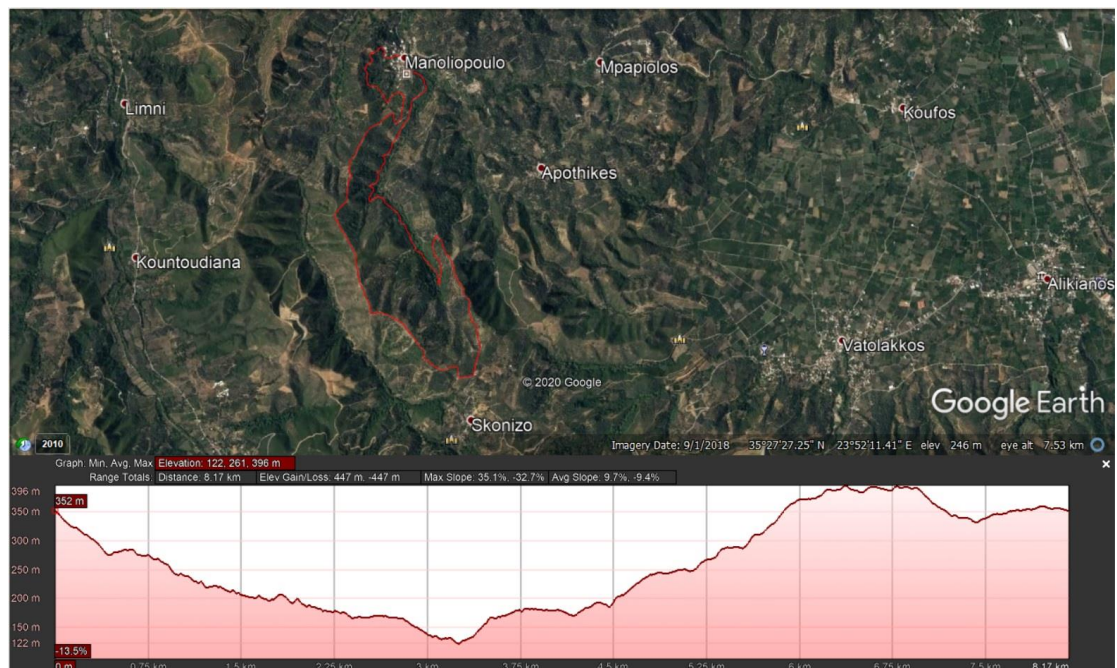 Manoliopoulo
Mpapiolos
Limni
Koufos
Apothikes
Kountoudiana
Alikianos
Vatolakkos
© 2020 Google
Google Earth
Skonizo
2010
Imagery Date: 9/1/2018 35°27'27.25" N 23°52'11.41" E elev 246 m eye alt 7.53 km
Graph: Min, Avg, Max Elevation: 122, 261, 396 m
Range Totals: Distance: 8.17 km Elev Gain/Loss: 447 m, -447 m Max Slope: 35.1%, -32.7% Avg Slope: 9.7%, -9.4%
396 m
352 m
350 m
300 m
250 m
200 m
150 m
122 m
-13.5%
0 m 0.75 km 1.5 km 2.25 km 3 km 3.75 km 4.5 km 5.25 km 6 km 6.75 km 7.5 km 8.17 km